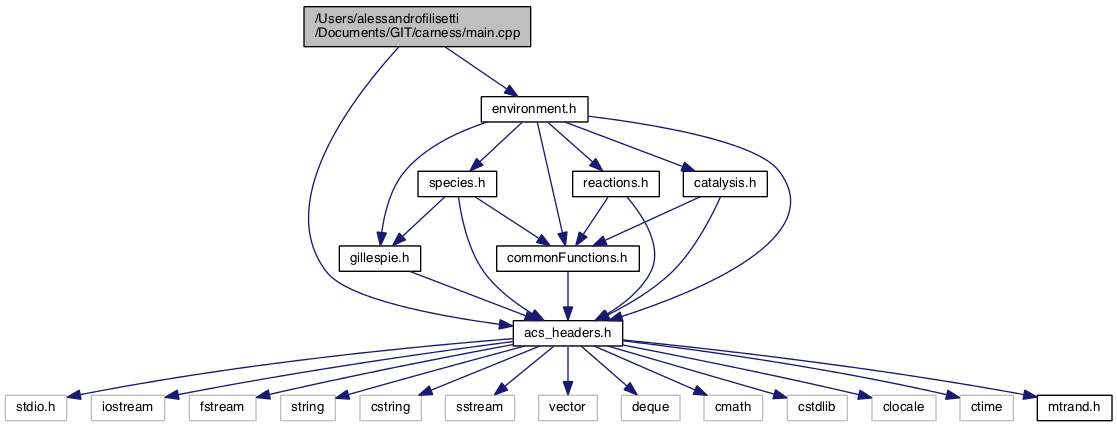 /Users/alessandrofilisetti
/Documents/GIT/carness/main.cpp
environment.h
species.h
reactions.h
catalysis.h
gillespie.h
commonFunctions.h
acs_headers.h
stdio.h
iostream
fstream
string
cstring
sstream
vector
deque
cmath
cstdlib
clocale
ctime
mtrand.h